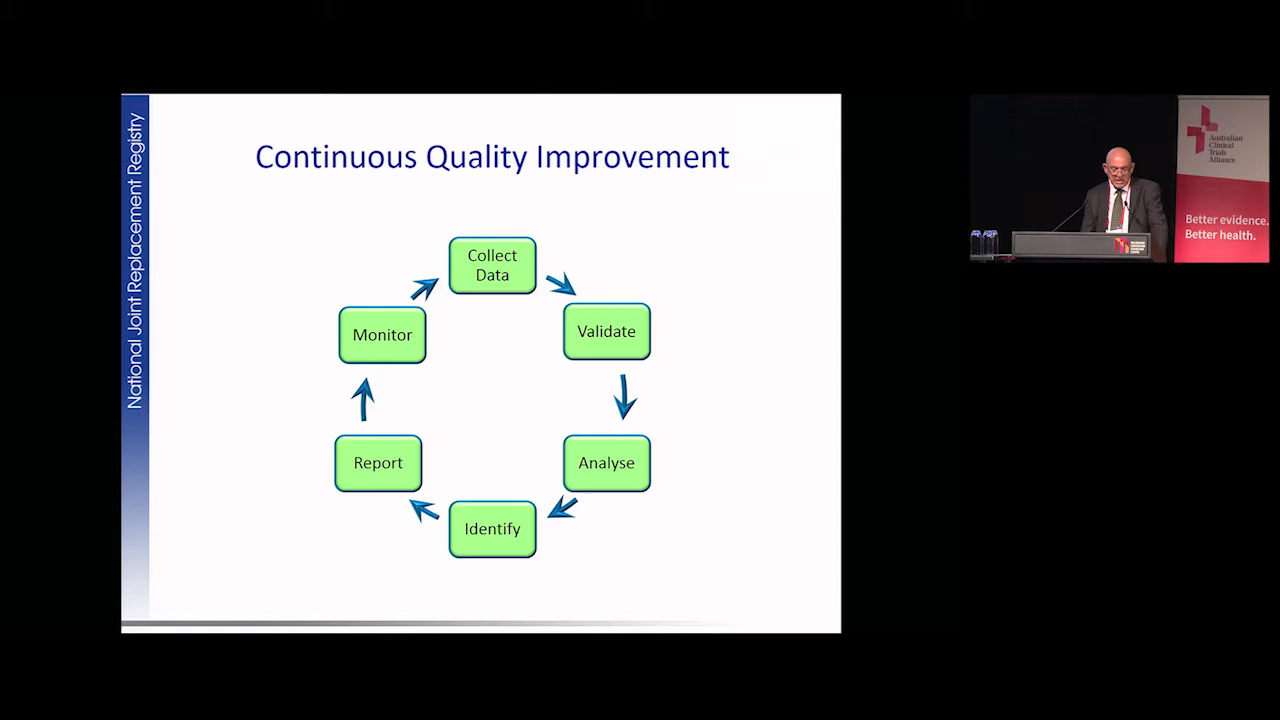 National Joint Replacement Registry
Continuous Quality Improvement
Collect
Data
Validate
Analyse
Identify
Report
Monitor
Australian
Clinical
Trials
Alliance
Better evidence.
Better health.